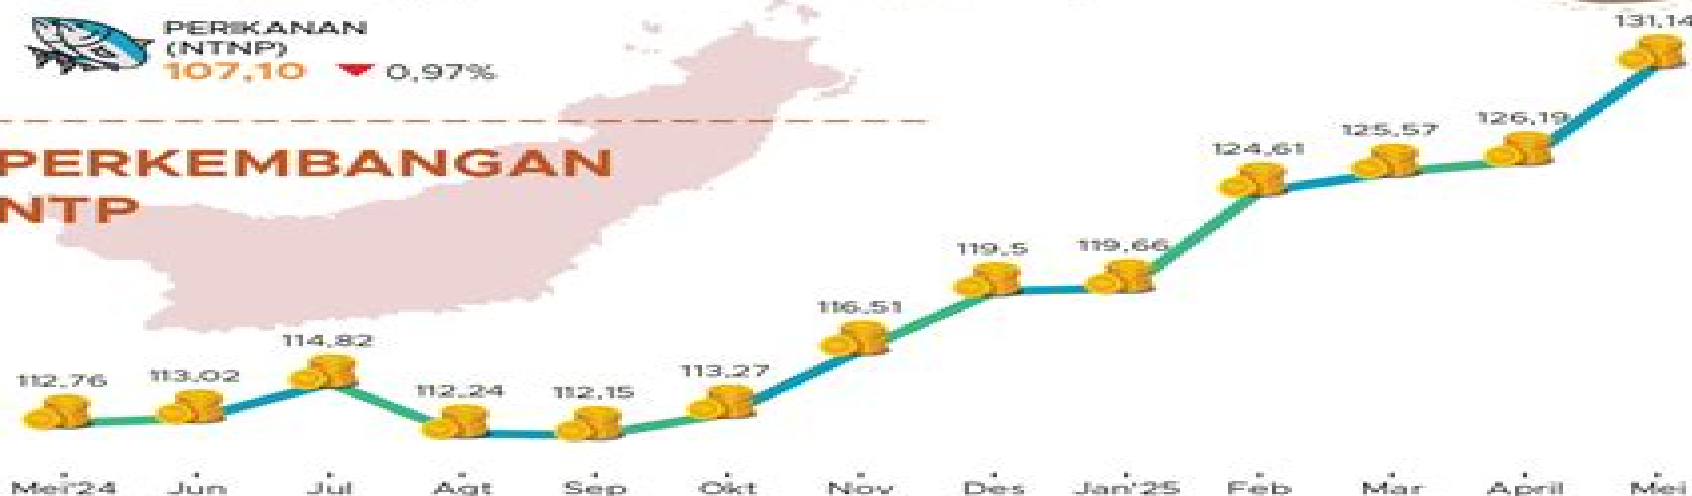 PERIKANAN
(NTNP)
107,10 0,97%
PERKEMBANGAN
NTP
112,76 113,02 114,82 112,24 112,15 113,27 116,51 119,5 119,66 124,61 125,57 126,19 131,14
Mei'24 Jun Jul Agt Sep Okt Nov Des Jan'25 Feb Mar April Mei